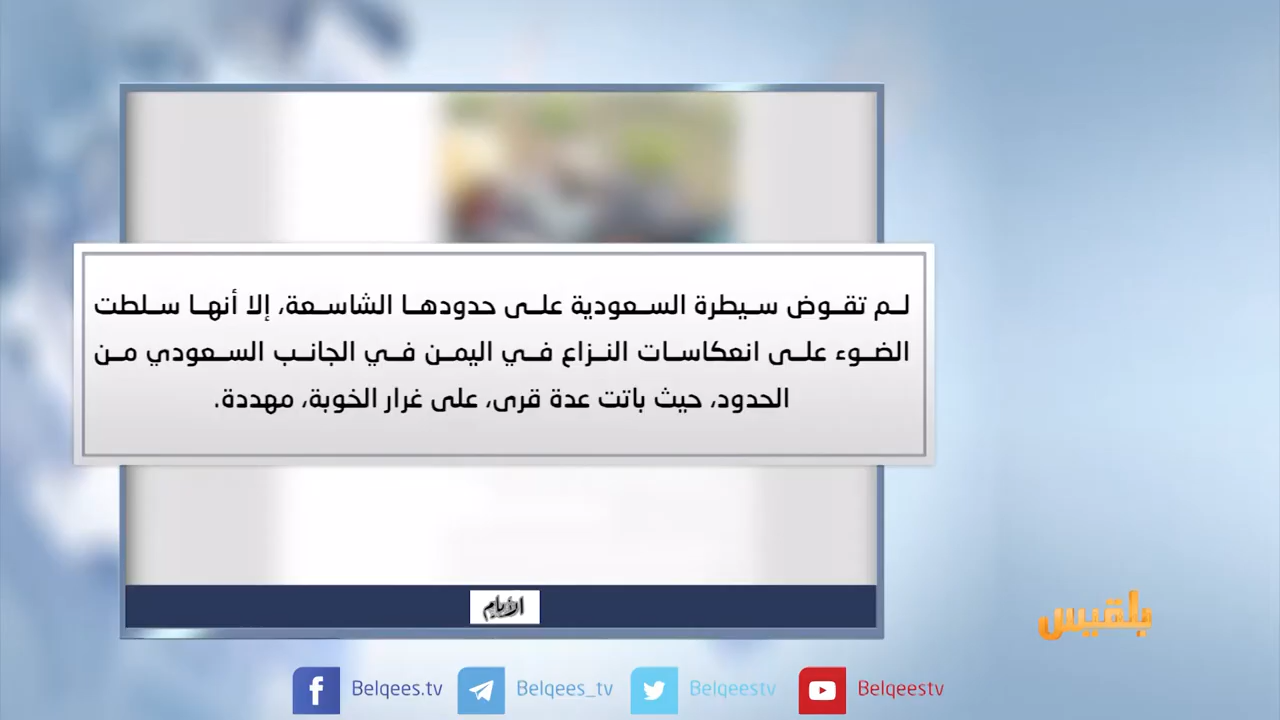 لم تقوض سيطرة السعودية على حدودها الشاسعة، إلا أنها سلطت
الضوء على انعكاسات النزاع في اليمن في الجانب السعودي من
الحدود، حيث باتت عدة قرى، على غرار الخوبة، مهددة.
الأيام
بلقيس
Belqees.tv
Belqees_tv
Belqeestv
Belqeestv